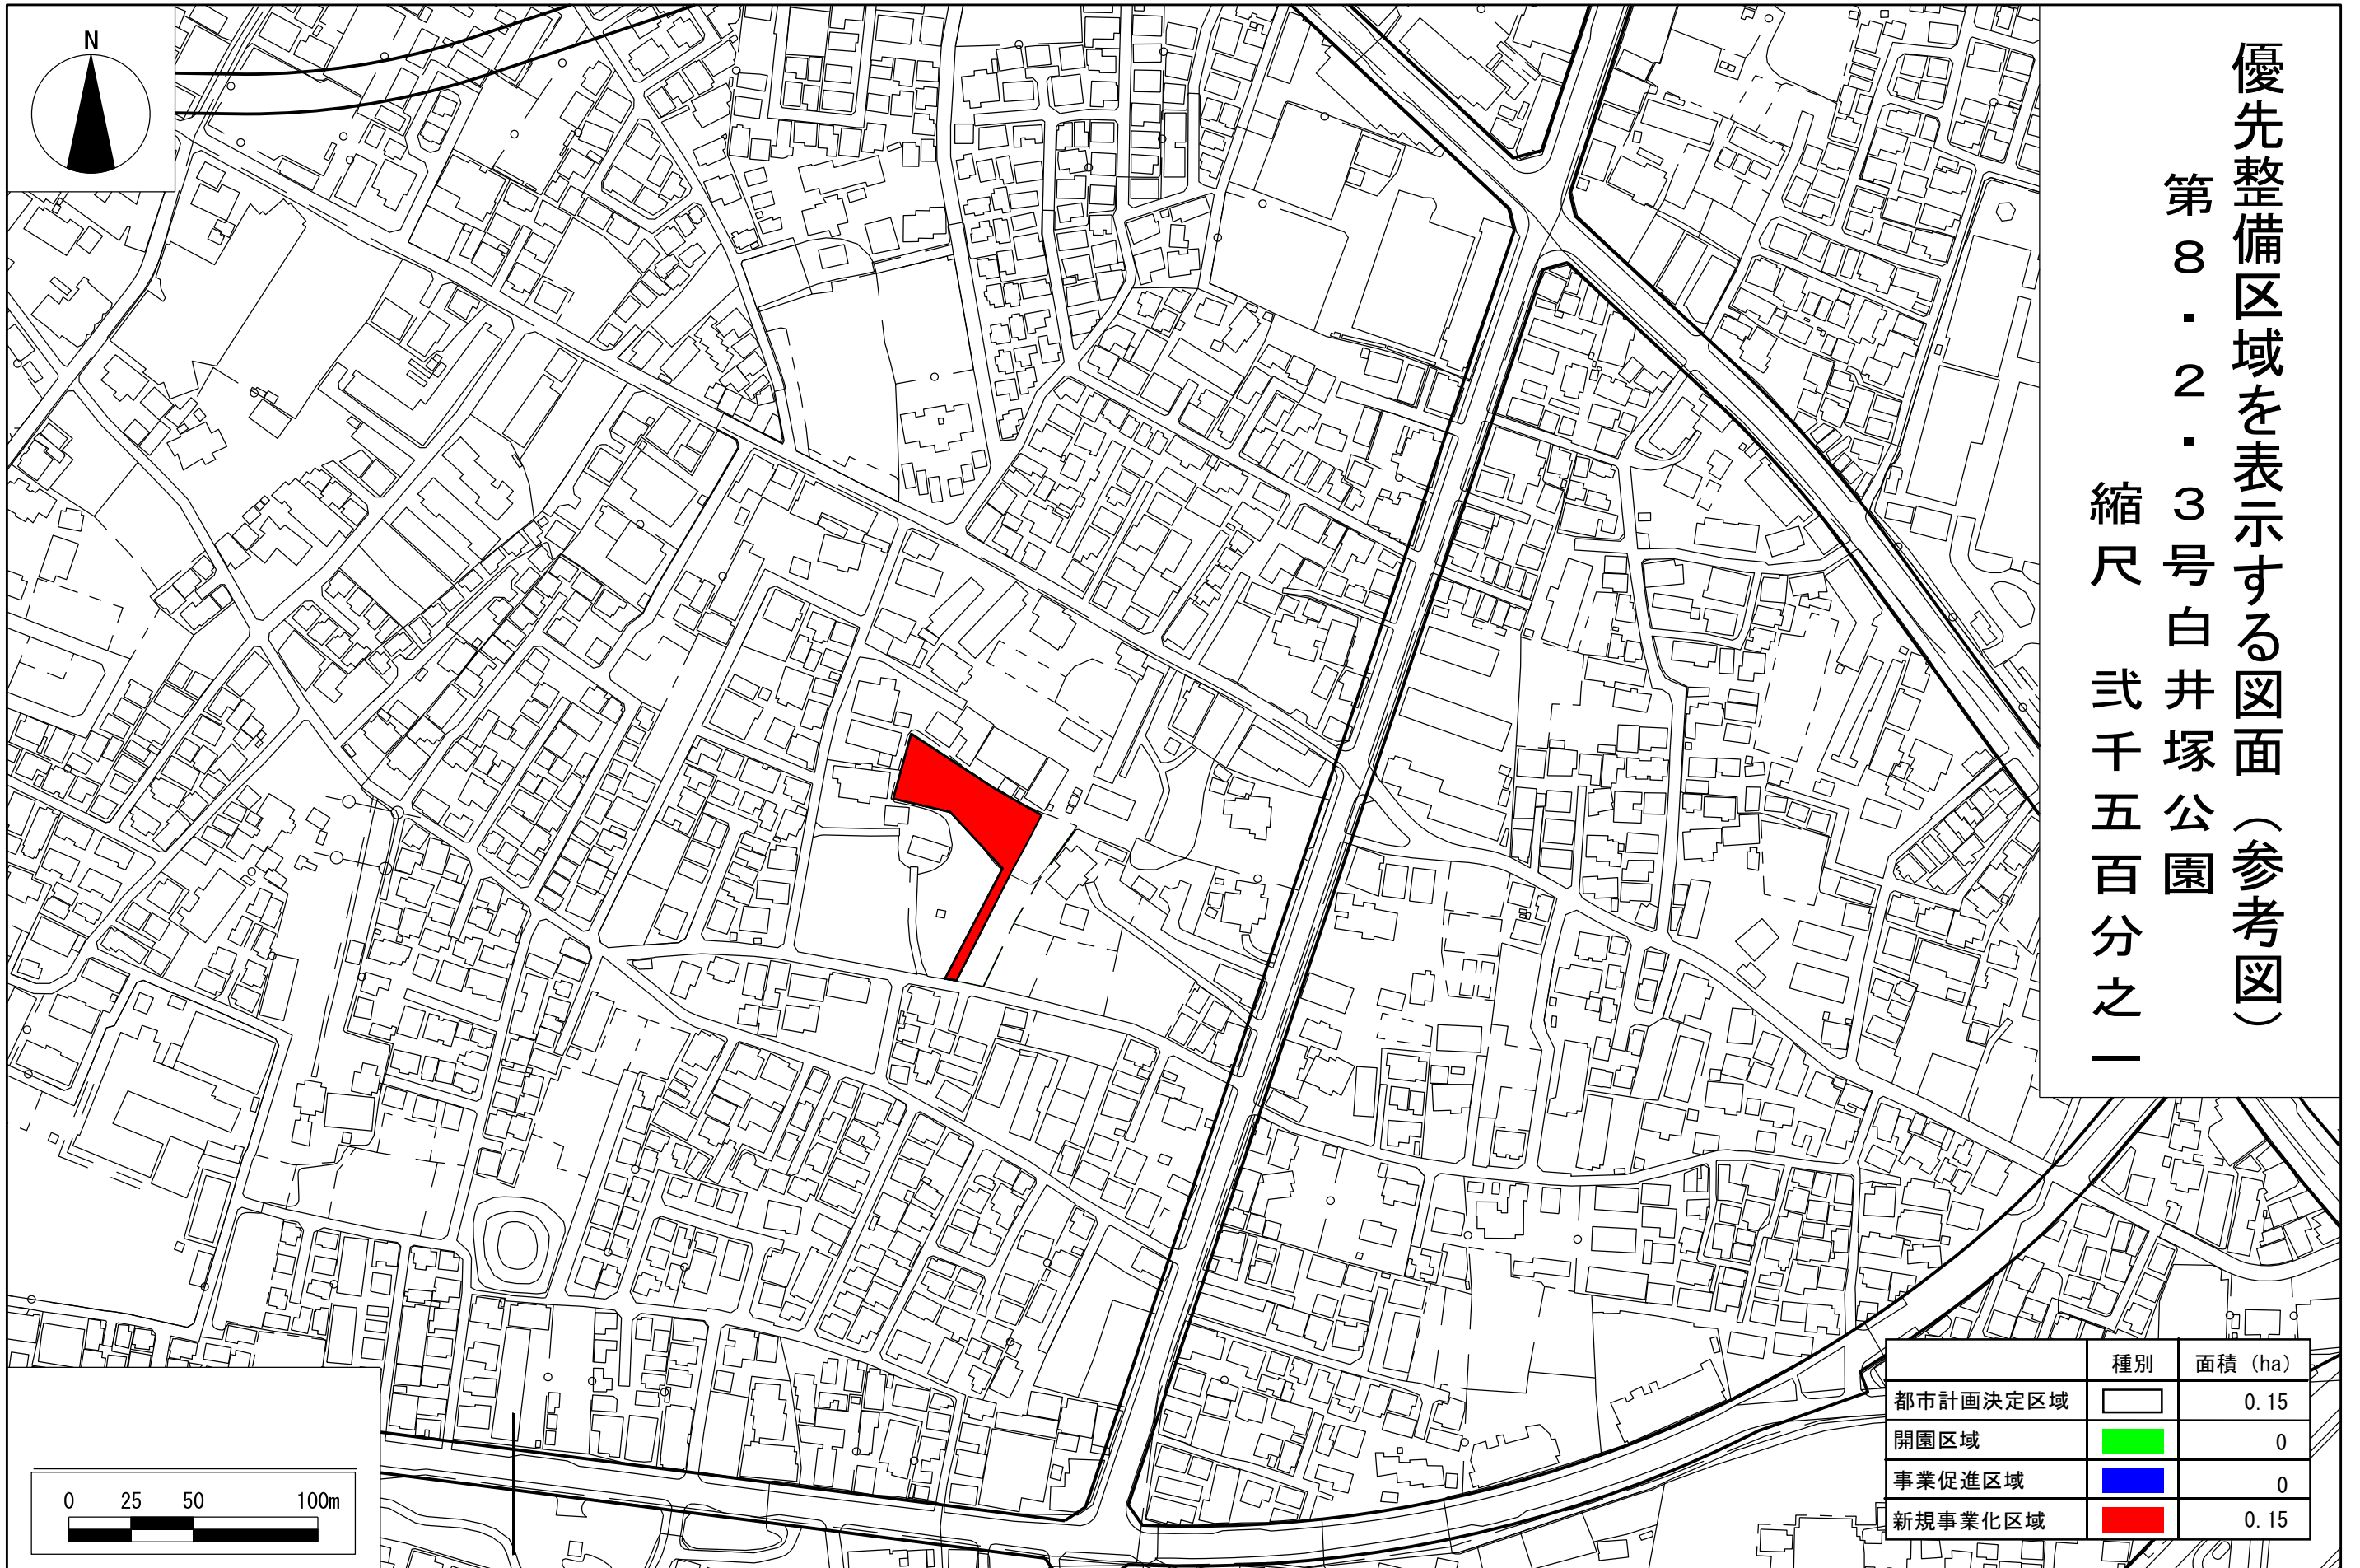 優先整備区域を表示する図面（参考図）
第８・２・３号白井塚公園
縮尺 弐千五百分之一
N
種別 面積（ha）
都市計画決定区域 0.15
開園区域 0
事業促進区域 0
新規事業化区域 0.15
0 25 50 100m